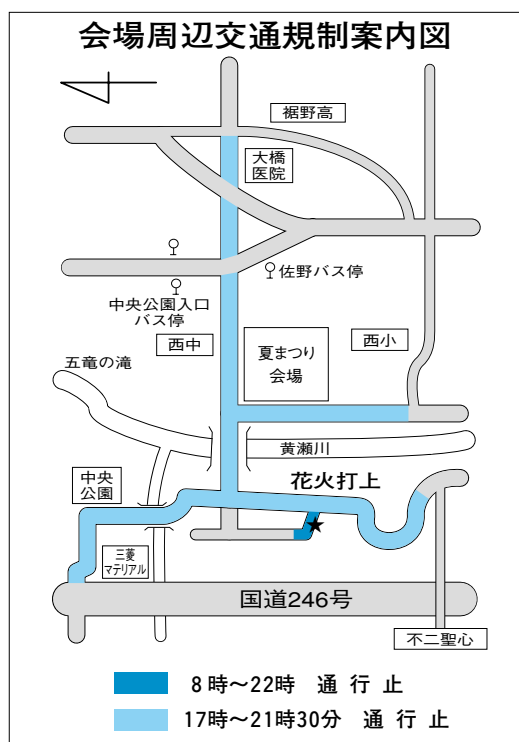 会場周辺交通規制案内図
裾野高
大橋
医院
佐野バス停
中央公園入口
バス停
西中
夏まつり
会場
西小
五竜の滝
黄瀬川
中央
公園
花火打上
三菱
マテリアル
国道246号
不二聖心
8時～22時 通行止
17時～21時30分 通行止